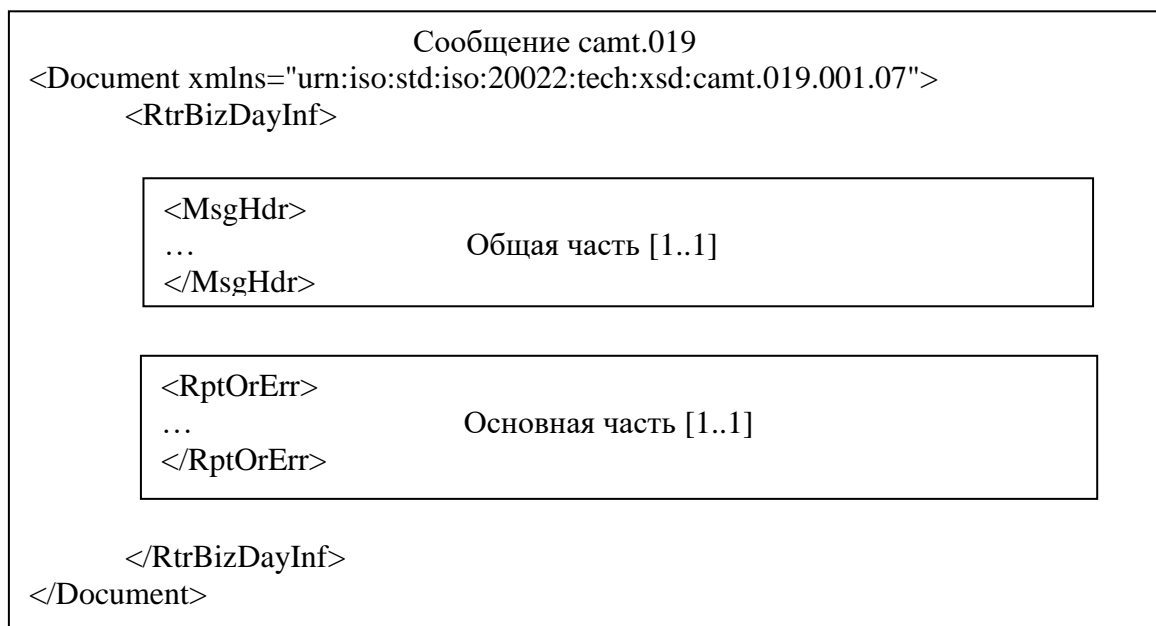 Сообщение camt.019
<Document xmlns="urn:iso:std:iso:20022:tech:xsd:camt.019.001.07">
<RtrBizDayInf>
<MsgHdr>
… Общая часть [1..1]
</MsgHdr>
<RptOrErr>
… Основная часть [1..1]
</RptOrErr>
</RtrBizDayInf>
</Document>